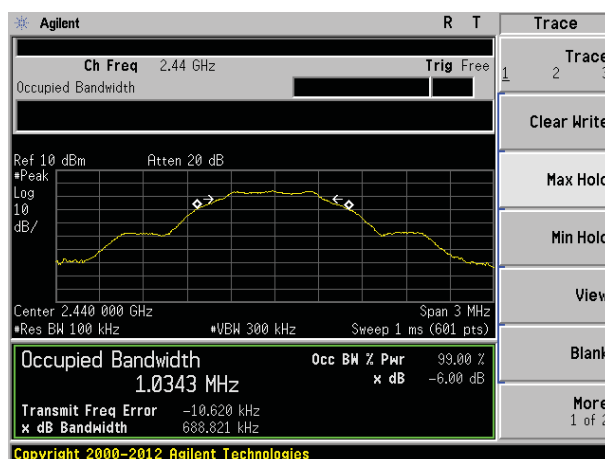 Agilent R T Trace
Ch Freq 2.44 GHz Trig Free
Occupied Bandwidth
Trace
1 2 3
Clear Write
Max Hold
Min Hold
View
Blank
More
1 of 2
Ref 10 dBm Atten 20 dB
#Peak
Log
10
dB/
Center 2.440 000 GHz Span 3 MHz
#Res BW 100 kHz #VBW 300 kHz Sweep 1 ms (601 pts)
Occupied Bandwidth Occ BW % Pwr 99.00 %
1.0343 MHz x dB -6.00 dB
Transmit Freq Error -10.620 kHz
x dB Bandwidth 688.821 kHz
Copyright 2000-2012 Agilent Technologies